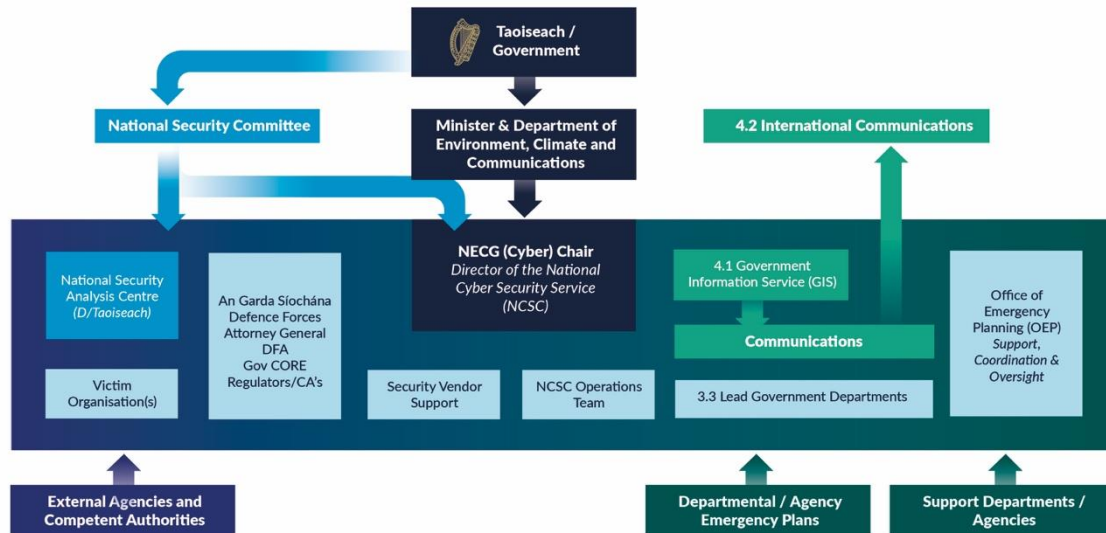 Taoiseach /
Government
National Security Committee
Minister & Department of
Environment, Climate and
Communications
4.2 International Communications
National Security
Analysis Centre
(D/Taoiseach)
An Garda Síochána
Defence Forces
Attorney General
DFA
Gov CORE
Regulators/CA's
NECG (Cyber) Chair
Director of the National
Cyber Security Service
(NCSC)
4.1 Government
Information Service (GIS)
Communications
Office of
Emergency
Planning (OEP)
Support,
Coordination &
Oversight
Victim
Organisation(s)
Security Vendor
Support
NCSC Operations
Team
3.3 Lead Government Departments
External Agencies and
Competent Authorities
Departmental / Agency
Emergency Plans
Support Departments /
Agencies